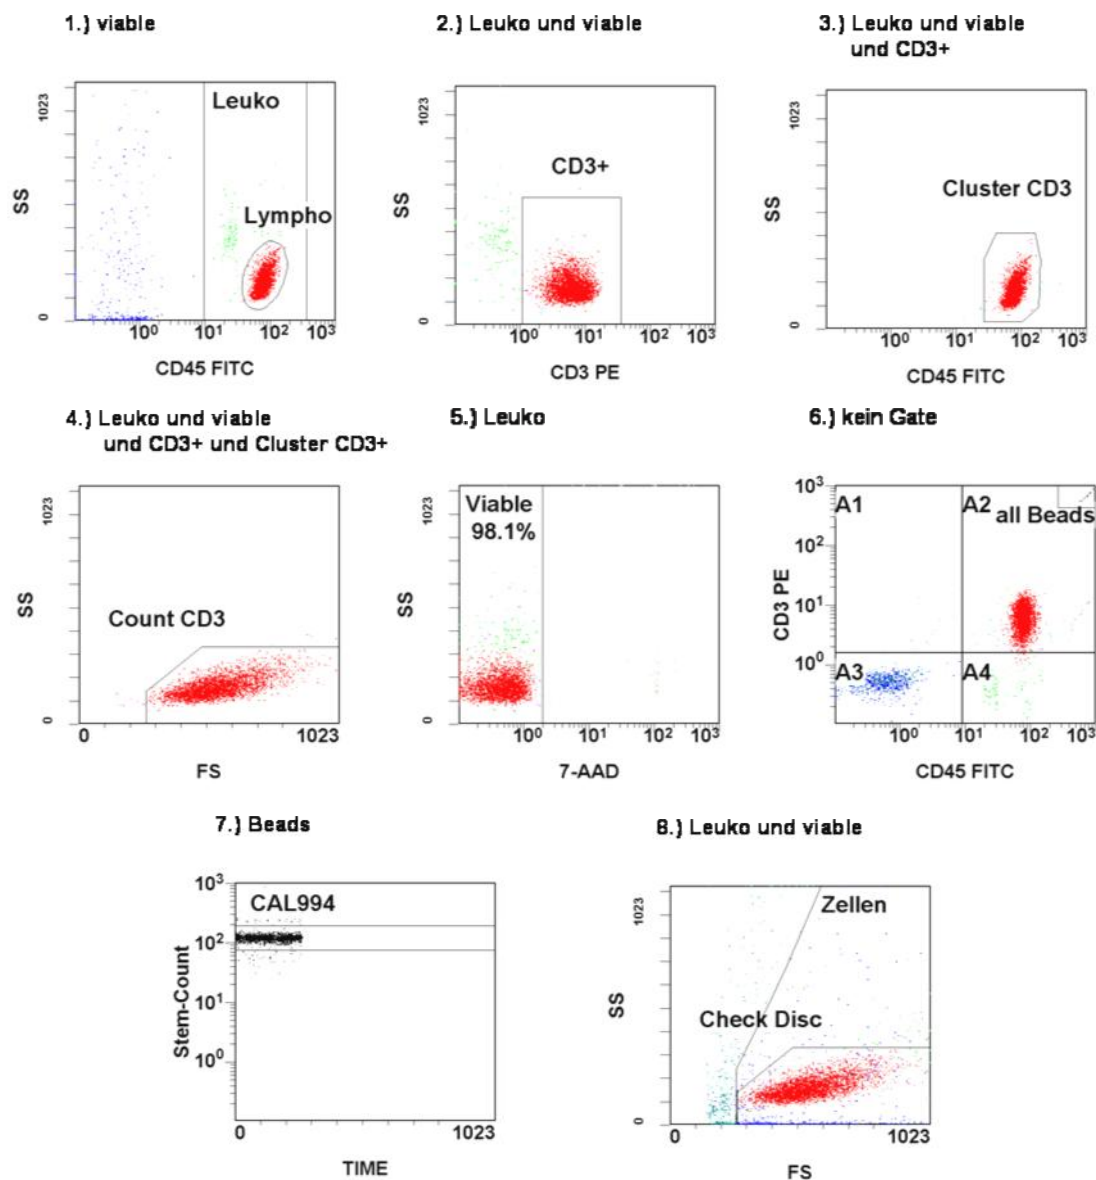 1.) viable
1023
Leuko
Lympho
SS
0
10⁰ 10¹ 10² 10³
CD45 FITC
2.) Leuko und viable
1023
CD3+
SS
0
10⁰ 10¹ 10² 10³
CD3 PE
3.) Leuko und viable
und CD3+
1023
Cluster CD3
SS
0
10⁰ 10¹ 10² 10³
CD45 FITC
4.) Leuko und viable
und CD3+ und Cluster CD3+
1023
Count CD3
SS
0
0 1023
FS
5.) Leuko
1023
Viable
98.1%
SS
0
10⁰ 10¹ 10² 10³
7-AAD
6.) kein Gate
10³
A1 A2
all Beads
10²
CD3 PE
10¹
10⁰
A3 A4
10⁰ 10¹ 10² 10³
CD45 FITC
7.) Beads
10³
CAL994
10²
Stem-Count
10¹
10⁰
0 1023
TIME
8.) Leuko und viable
1023
Zellen
SS
Check Disc
0
0 1023
FS